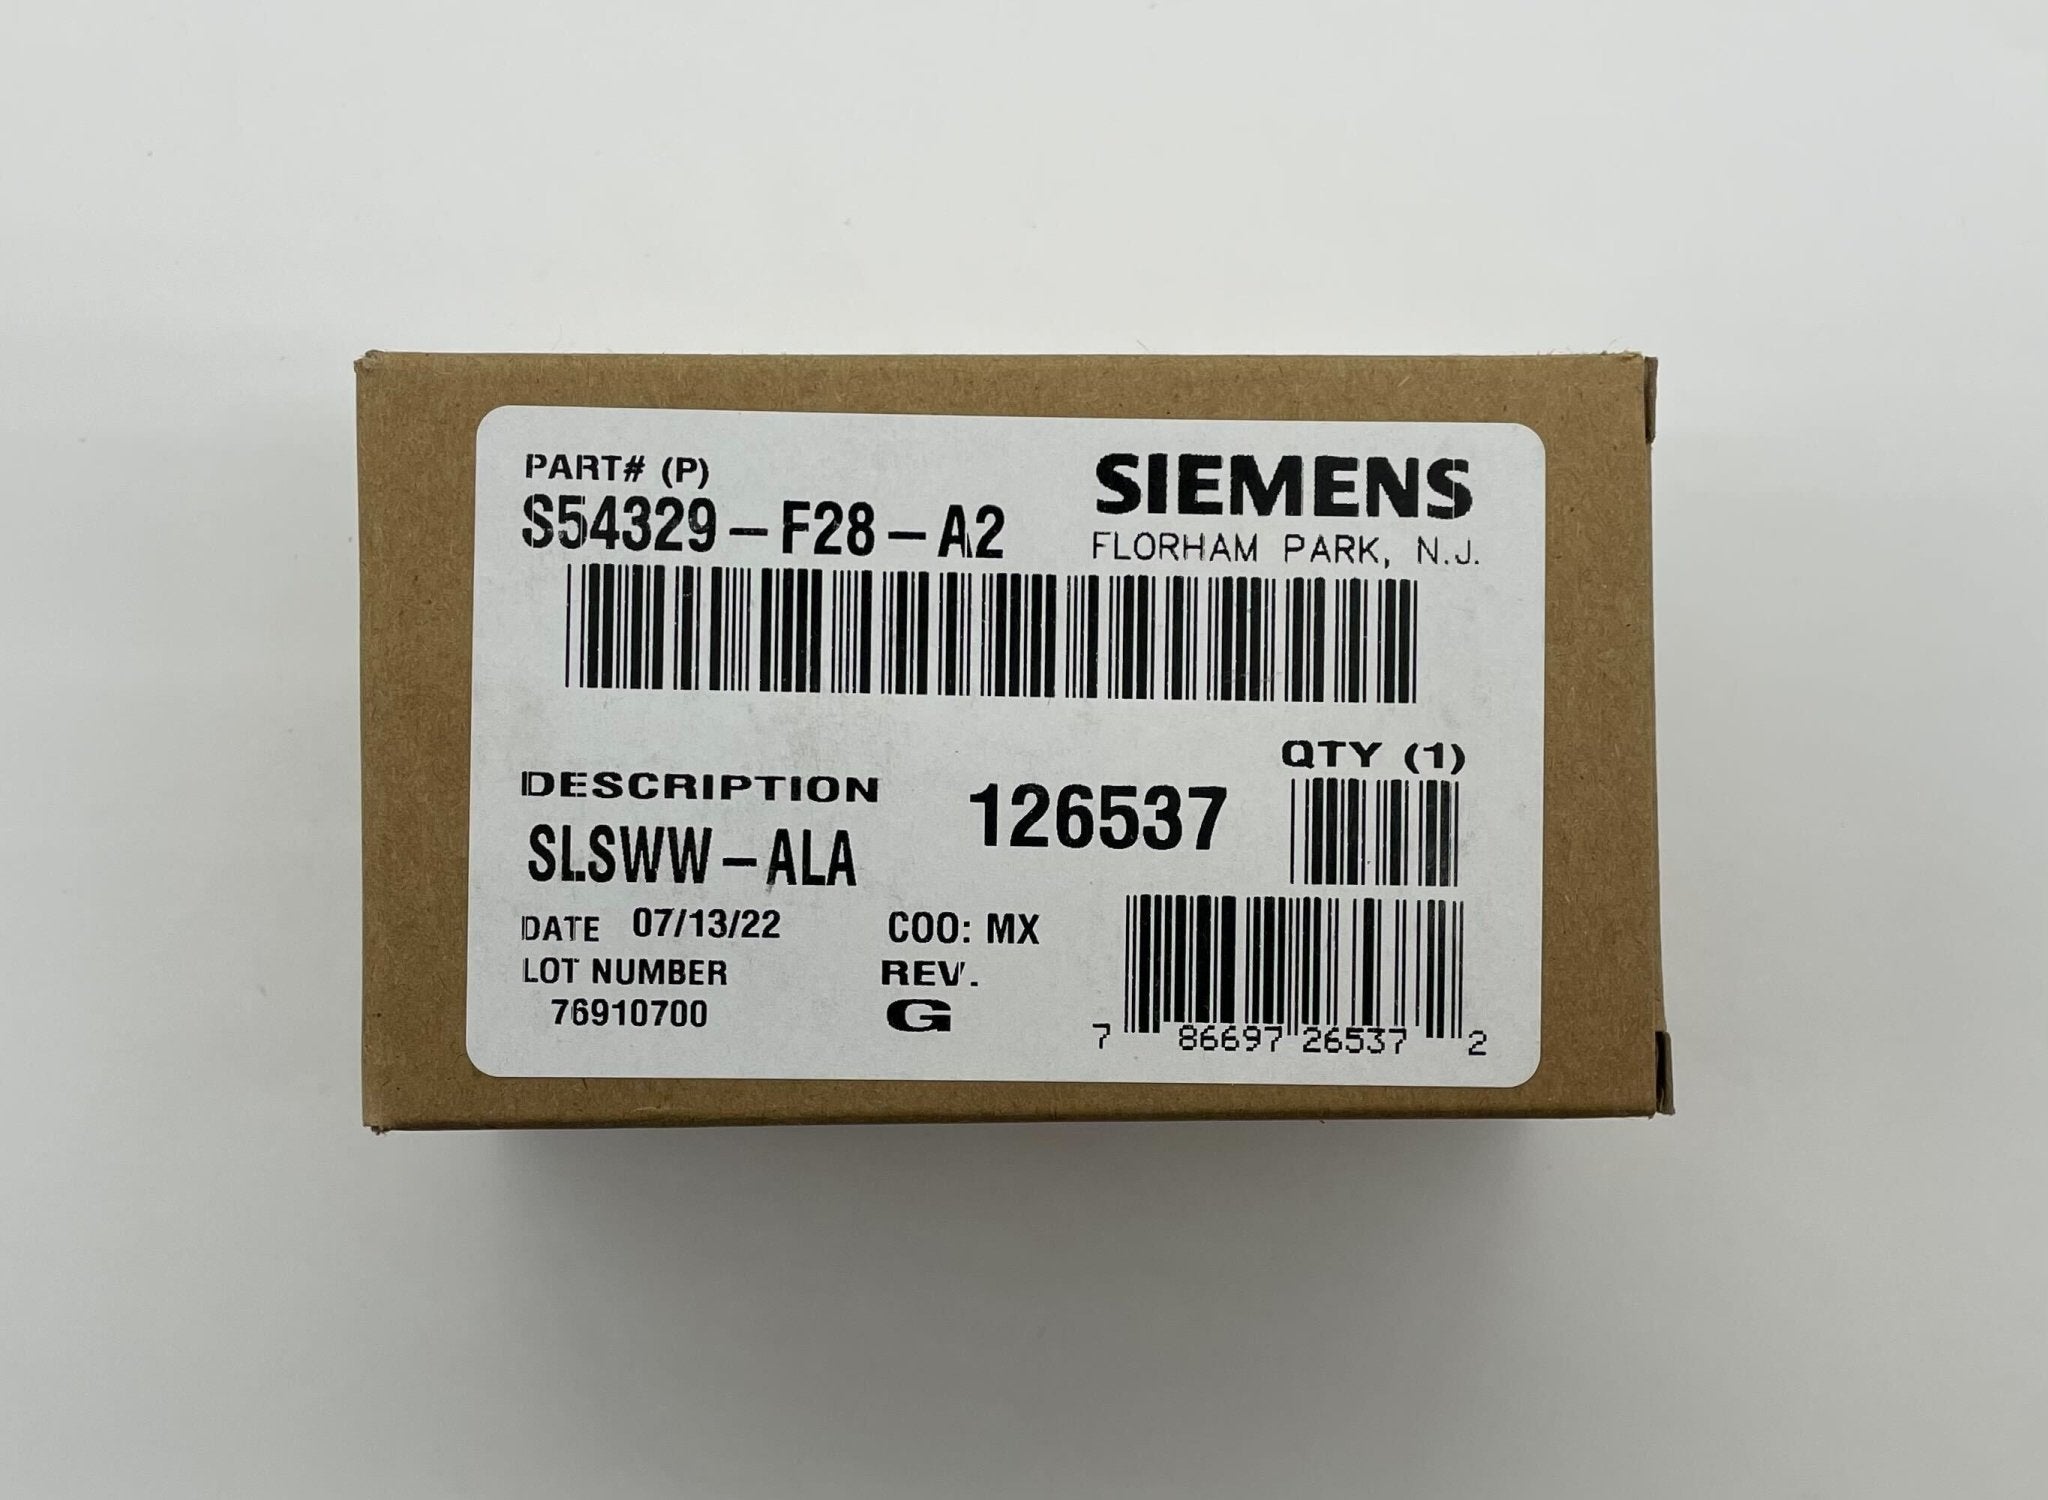 PART# (P)
S54329-F28-A2
SIEMENS
FLORHAM PARK, N.J.
QTY (1)
DESCRIPTION
SLSWW-ALA
126537
DATE 07/13/22
COO: MX
LOT NUMBER
76910700
REV.
G
7 86697 26537 2